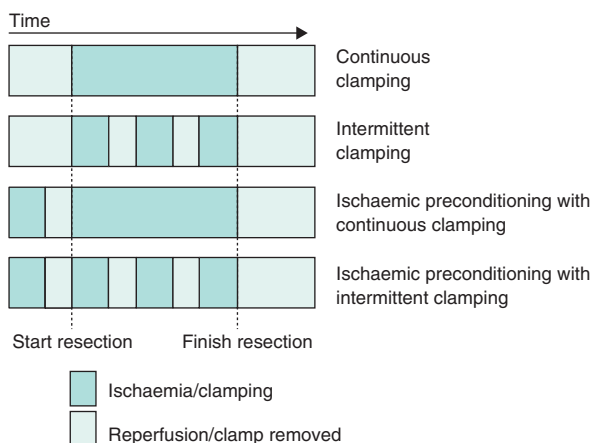 Time
Continuous
clamping
Intermittent
clamping
Ischaemic preconditioning with
continuous clamping
Ischaemic preconditioning with
intermittent clamping
Start resection Finish resection
Ischaemia/clamping
Reperfusion/clamp removed